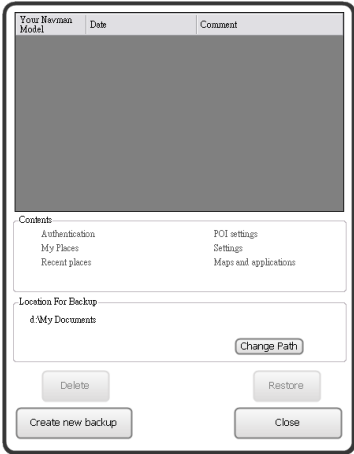 Your Navman Model Date Comment
Contents
Authentication POI settings
My Places Settings
Recent places Maps and applications
Location For Backup
d:\My Documents
Change Path
Delete Restore
Create new backup Close